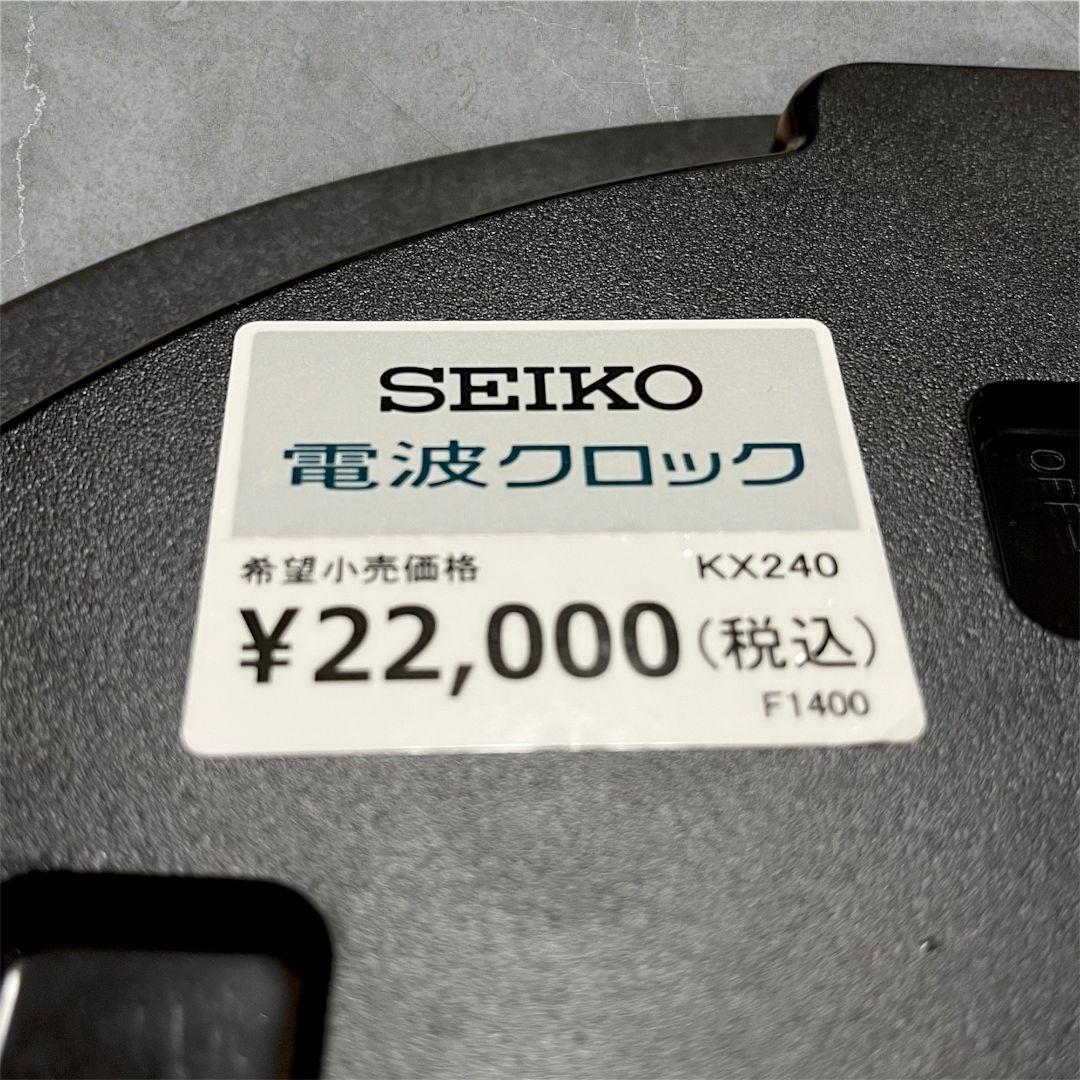 SEIKO
電波クロック
希望小売価格 KX240
¥22,000(税込)
F1400
OFF